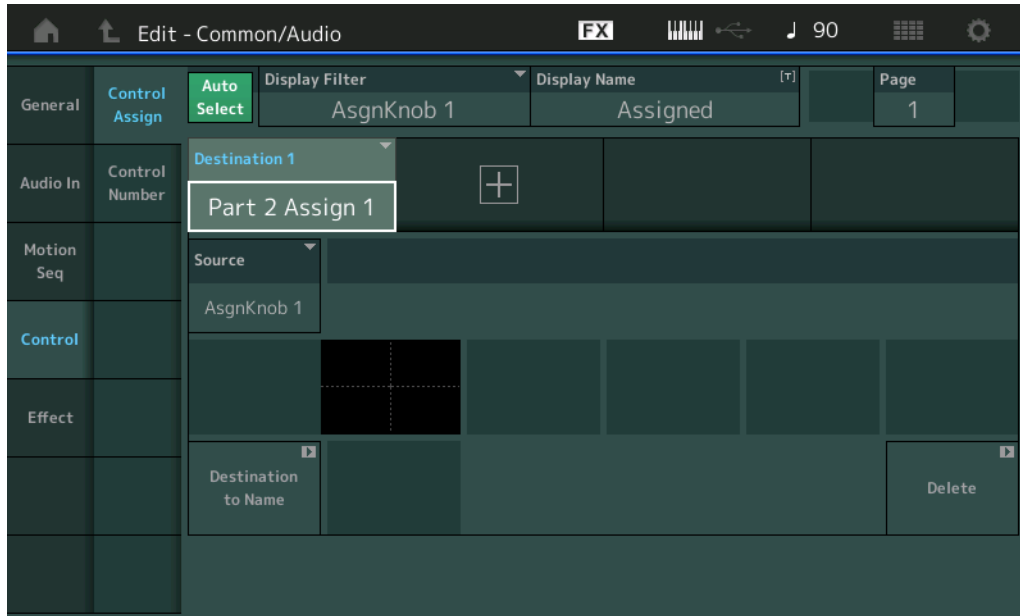 Edit - Common/Audio
FX
♩ 90
General
Audio In
Motion
Seq
Control
Effect
Control
Assign
Control
Number
Auto
Select
Display Filter
AsgnKnob 1
Display Name
[T]
Assigned
Page
1
Destination 1
Part 2 Assign 1
Source
AsgnKnob 1
Destination
to Name
Delete